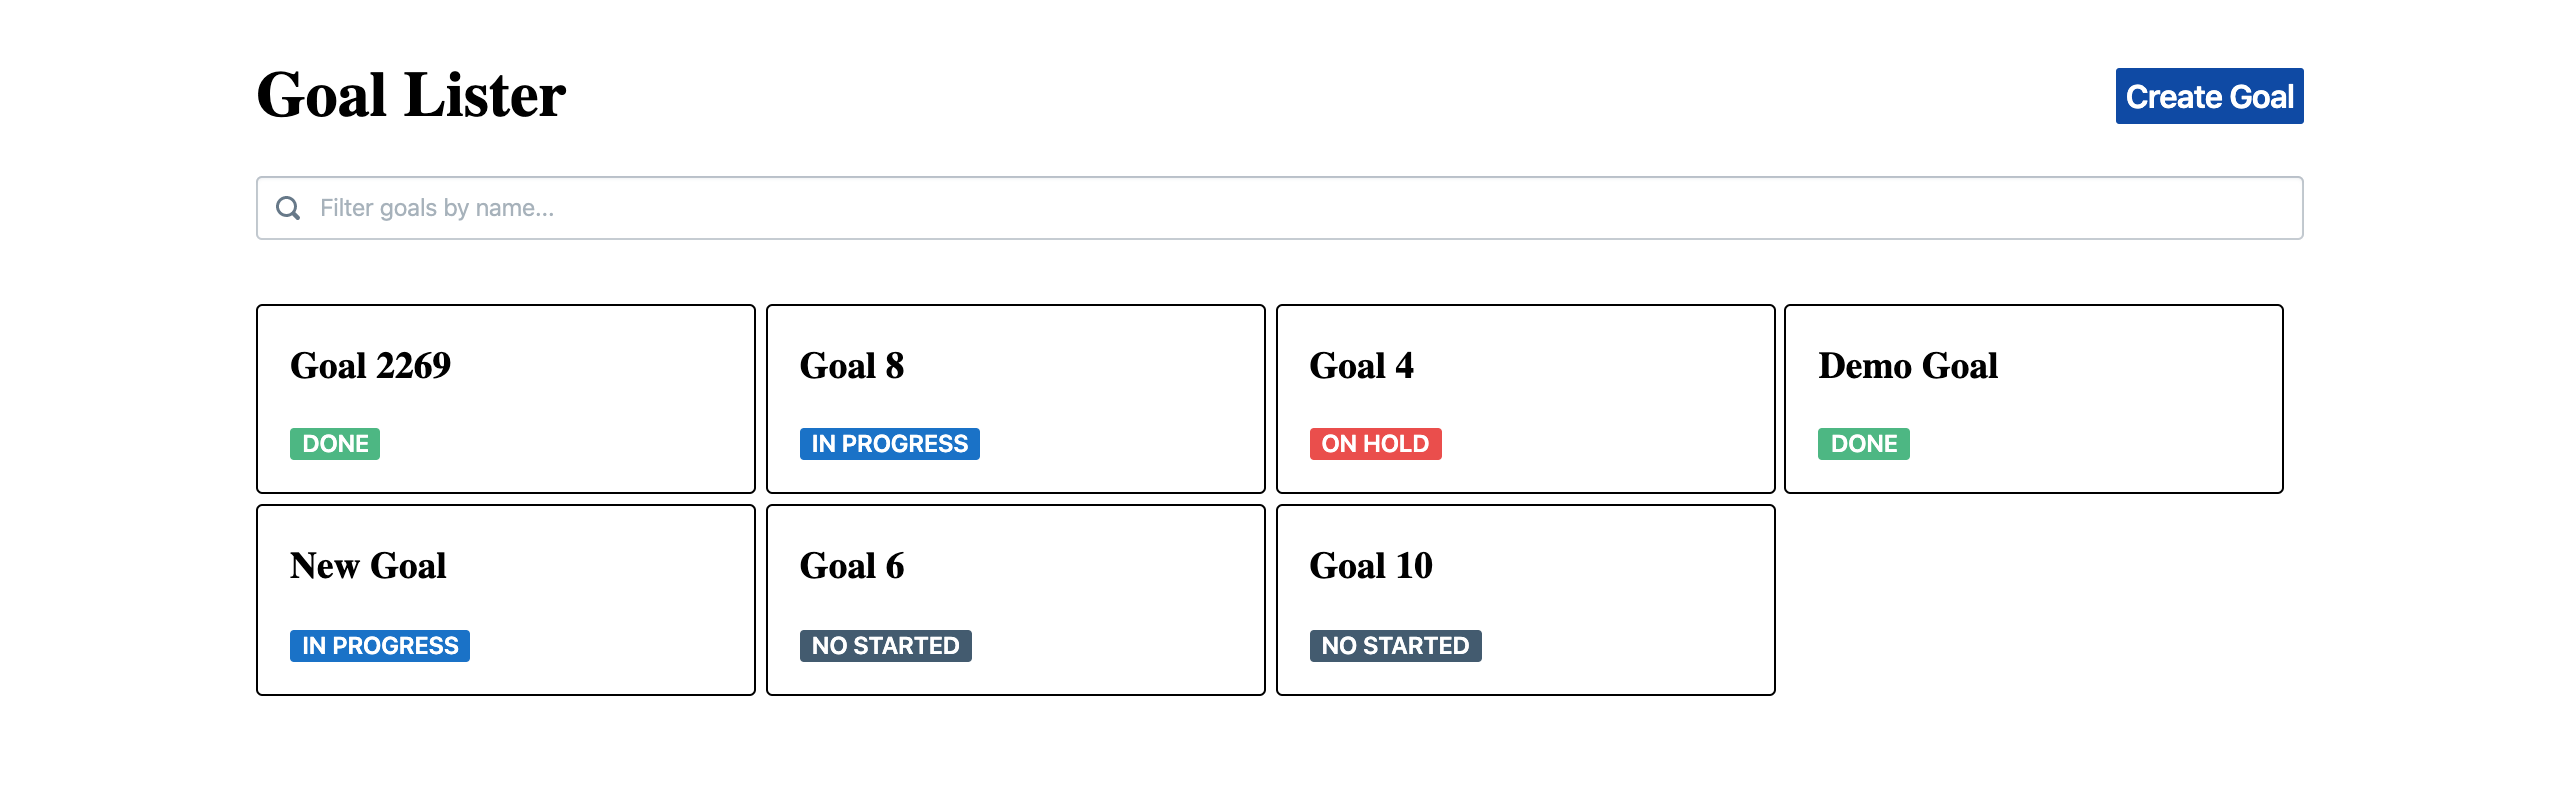 Goal Lister
Create Goal
Filter goals by name...
Goal 2269
DONE
Goal 8
IN PROGRESS
Goal 4
ON HOLD
Demo Goal
DONE
New Goal
IN PROGRESS
Goal 6
NO STARTED
Goal 10
NO STARTED